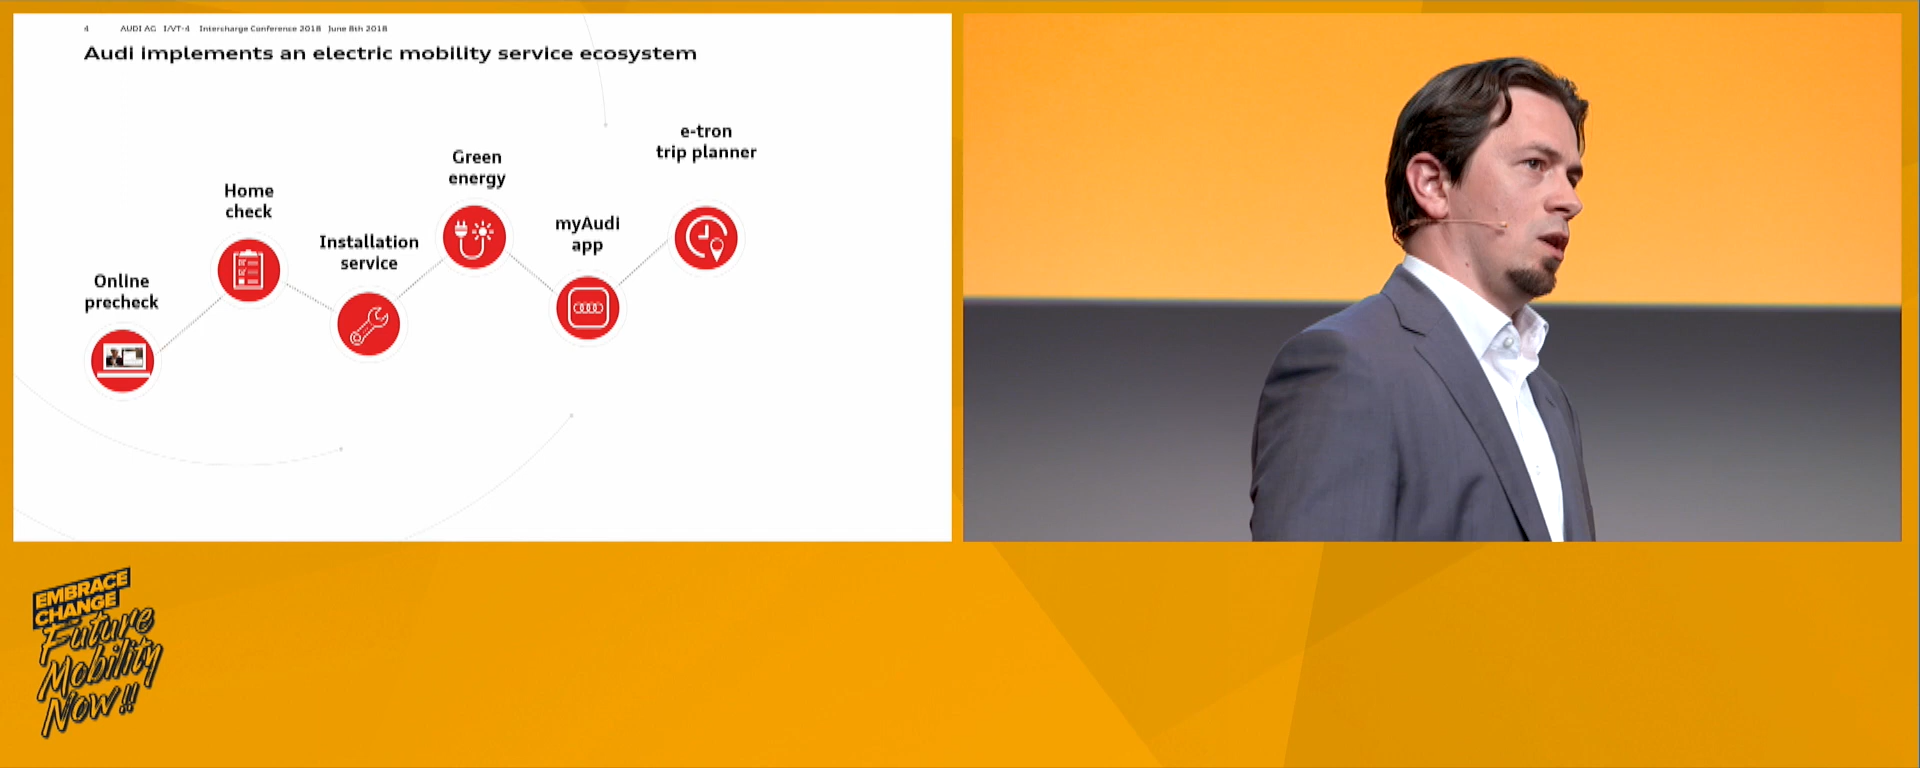 4 AUDI AG I/VT-4 Intercharge Conference 2018 June 8th 2018
Audi implements an electric mobility service ecosystem
Online
precheck
Home
check
Installation
service
Green
energy
myAudi
app
e-tron
trip planner
EMBRACE
CHANGE
Future
Mobility
Now!!